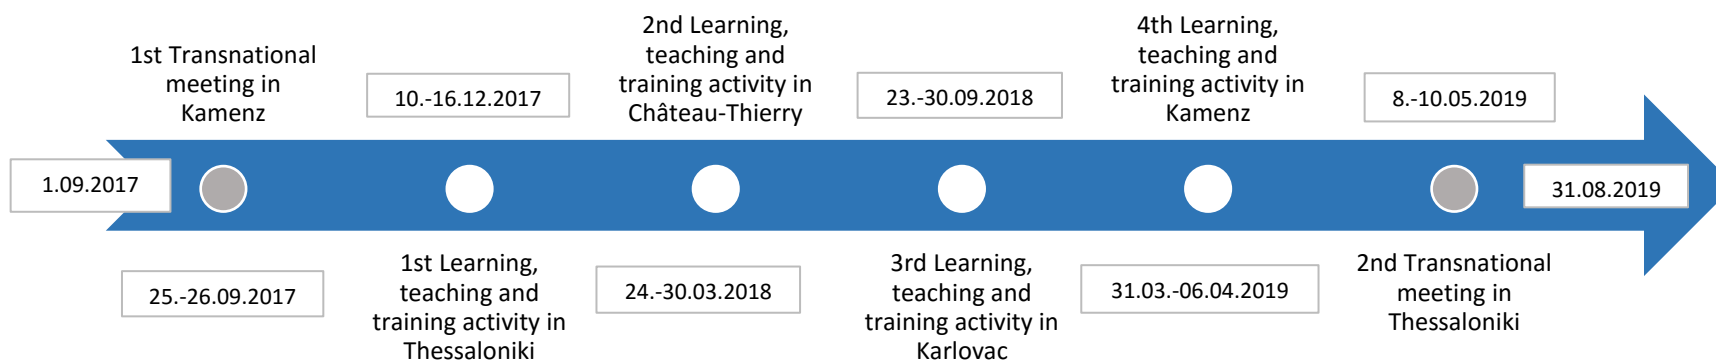 1.09.2017
1st Transnational
meeting in
Kamenz
25.-26.09.2017
10.-16.12.2017
1st Learning,
teaching and
training activity in
Thessaloniki
2nd Learning,
teaching and
training activity in
Château-Thierry
24.-30.03.2018
23.-30.09.2018
3rd Learning,
teaching and
training activity in
Karlovac
4th Learning,
teaching and
training activity in
Kamenz
31.03.-06.04.2019
8.-10.05.2019
2nd Transnational
meeting in
Thessaloniki
31.08.2019